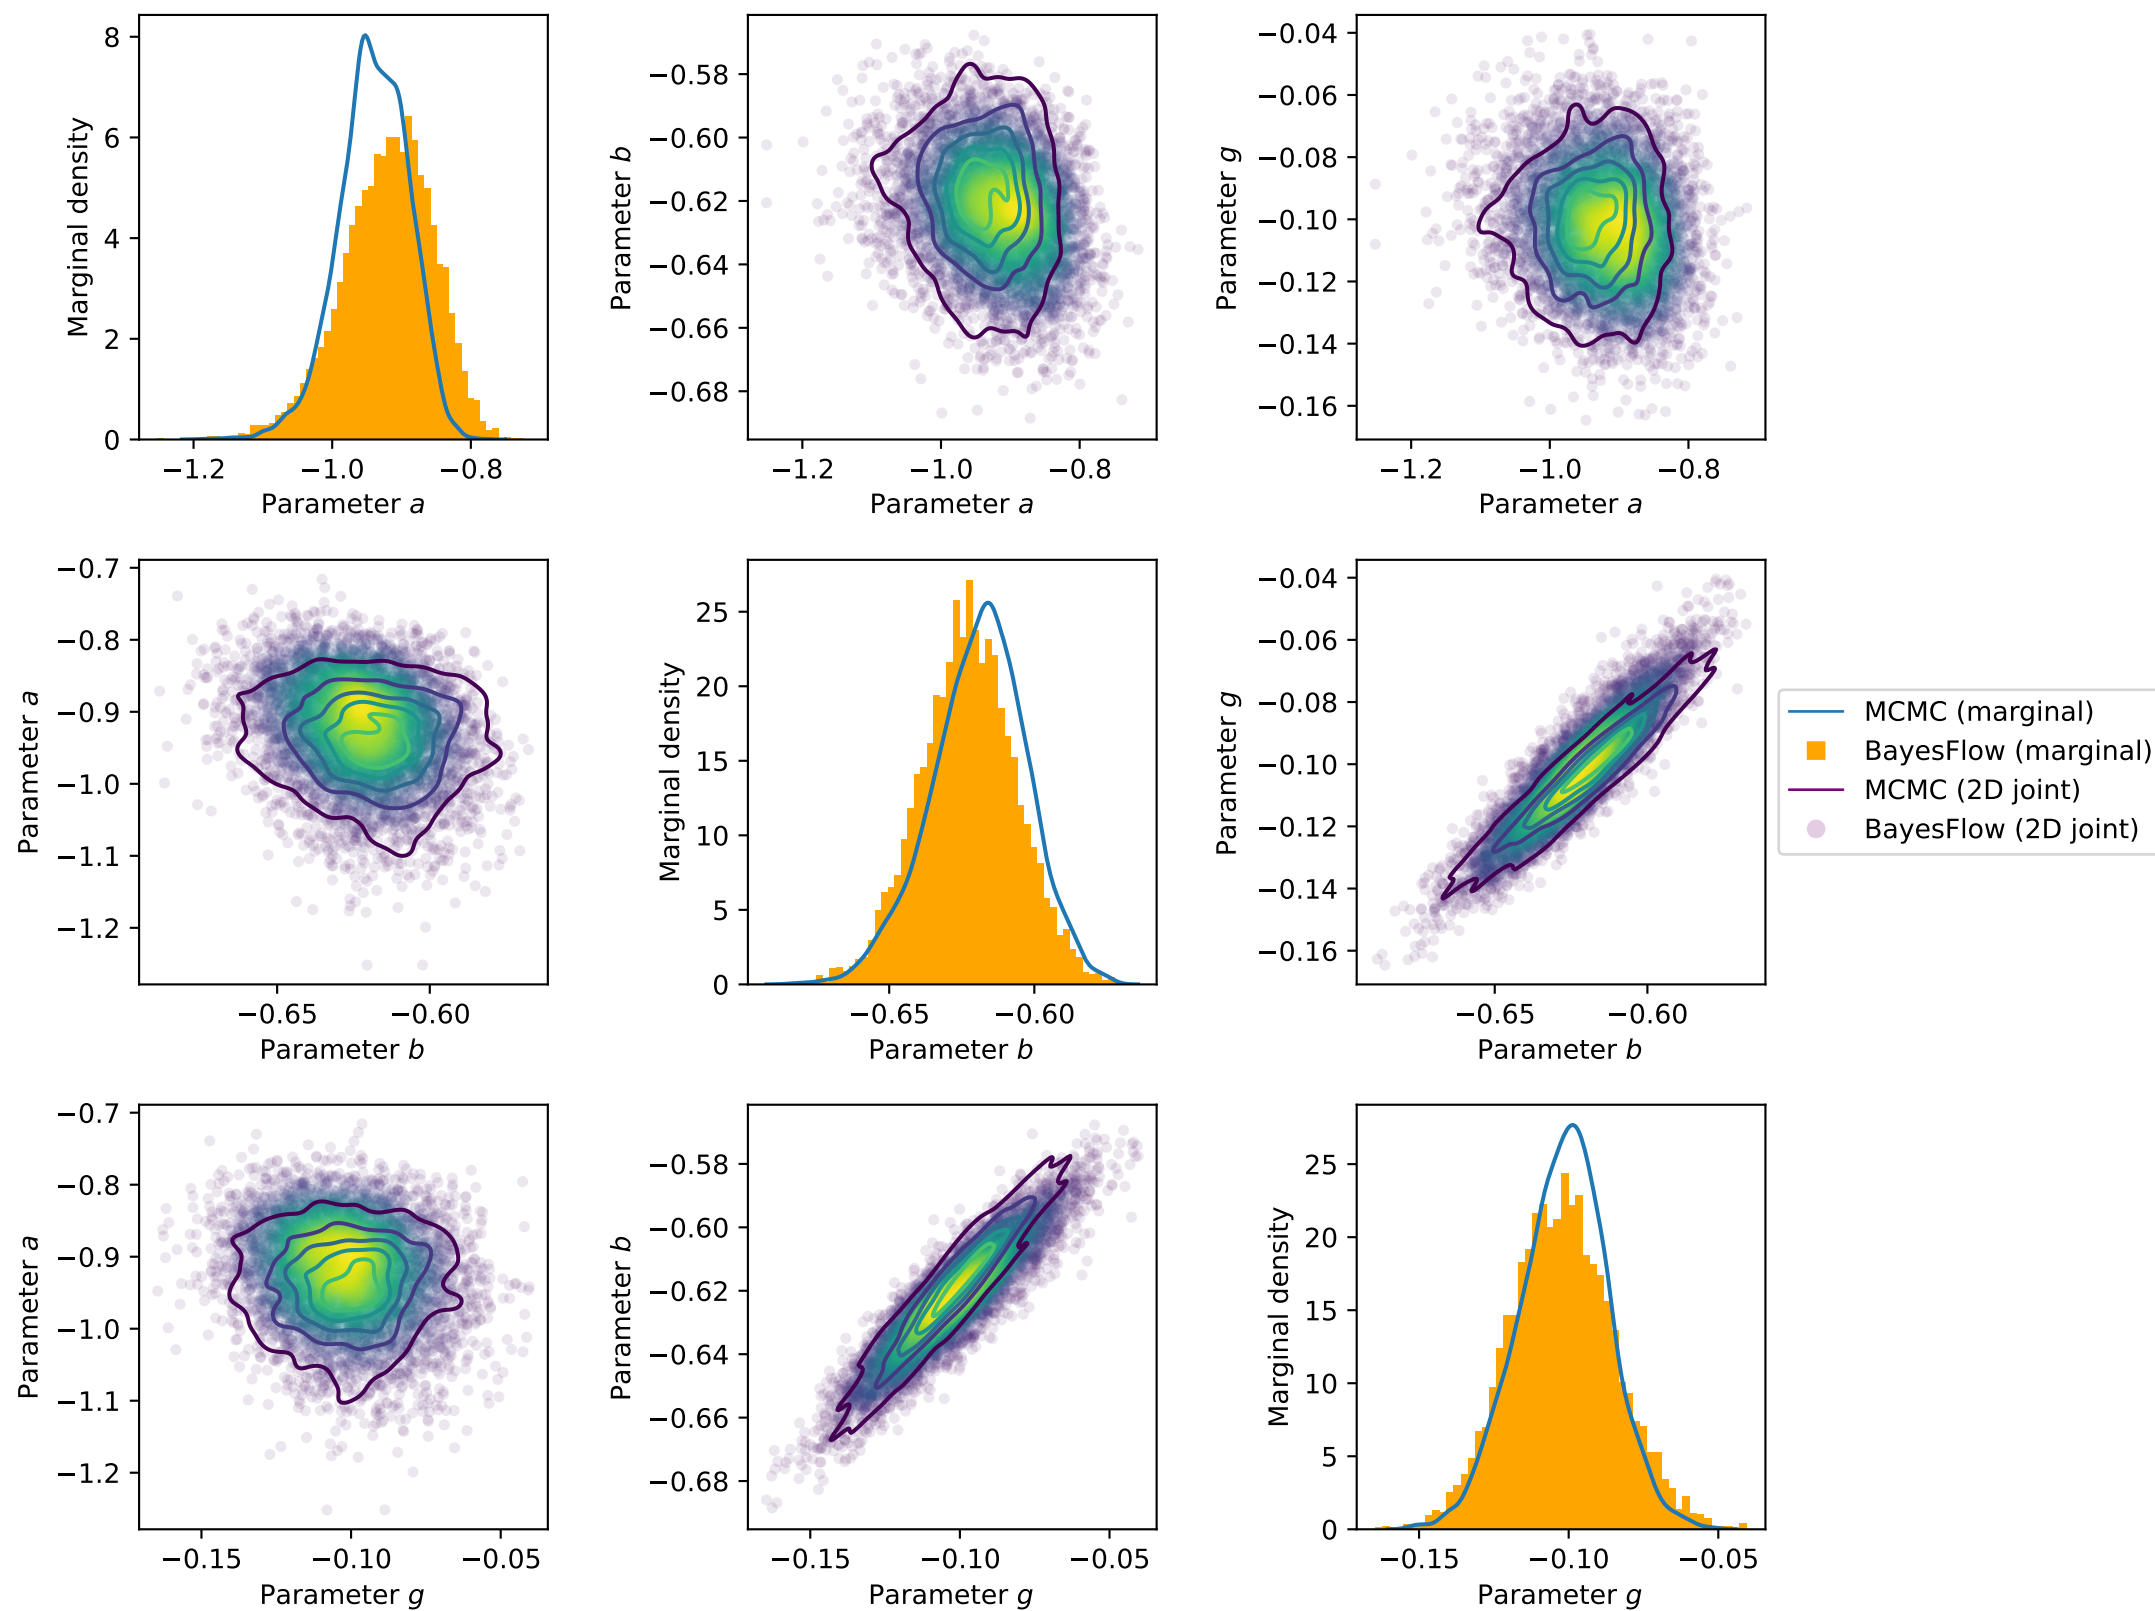 8
6
4
2
0
Marginal density
−1.2 −1.0 −0.8
Parameter a
−0.58
−0.60
−0.62
−0.64
−0.66
−0.68
Parameter b
−1.2 −1.0 −0.8
Parameter a
−0.04
−0.06
−0.08
−0.10
−0.12
−0.14
−0.16
Parameter g
−1.2 −1.0 −0.8
Parameter a
−0.7
−0.8
−0.9
−1.0
−1.1
−1.2
Parameter a
−0.65 −0.60
Parameter b
25
20
15
10
5
0
Marginal density
−0.65 −0.60
Parameter b
−0.04
−0.06
−0.08
−0.10
−0.12
−0.14
−0.16
Parameter g
−0.65 −0.60
Parameter b
MCMC (marginal)
BayesFlow (marginal)
MCMC (2D joint)
BayesFlow (2D joint)
−0.7
−0.8
−0.9
−1.0
−1.1
−1.2
Parameter a
−0.15 −0.10 −0.05
Parameter g
−0.58
−0.60
−0.62
−0.64
−0.66
−0.68
Parameter b
−0.15 −0.10 −0.05
Parameter g
25
20
15
10
5
0
Marginal density
−0.15 −0.10 −0.05
Parameter g